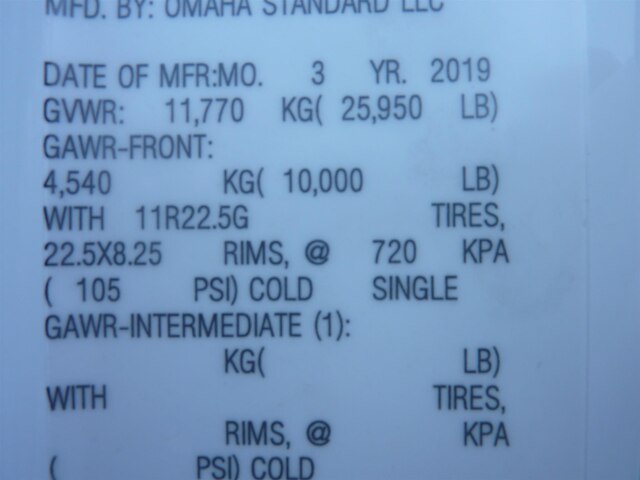 MFD. BY: OMAHA STANDARD LLC
DATE OF MFR:MO. 3 YR. 2019
GVWR: 11,770 KG( 25,950 LB)
GAWR-FRONT:
4,540 KG( 10,000 LB)
WITH 11R22.5G TIRES,
22.5X8.25 RIMS, @ 720 KPA
( 105 PSI) COLD SINGLE
GAWR-INTERMEDIATE (1):
KG( LB)
WITH TIRES,
RIMS, @ KPA
( PSI) COLD